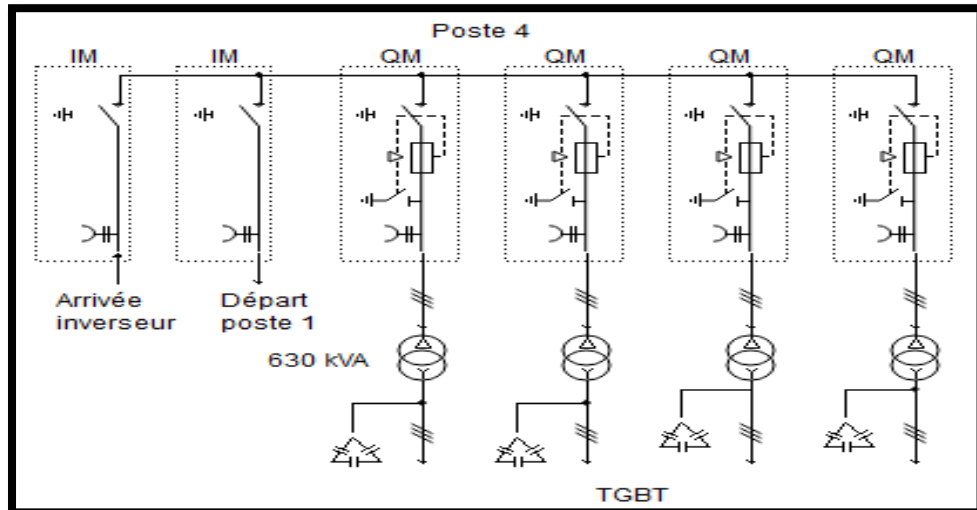 Poste 4
IM IM QM QM QM QM
Arrivée
inverseur
Départ
poste 1
630 kVA
TGBT